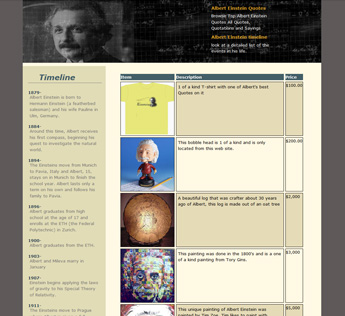 Albert Einstein Quotes
Browse Top Albert Einstein
Quotes All Quotes,
Quotations and Sayings
Albert Einstein timeline
look at a detailed list of the
events in his life.
Timeline
1879-
Albert Einstein is born to
Hermann Einstein (a featherbed
salesman) and his wife Pauline in
Ulm, Germany.
1884-
Around this time, Albert receives
his first compass, beginning his
quest to investigate the natural
world.
1894-
The Einsteins move from Munich
to Pavia, Italy and Albert, 15,
stays on in Munich to finish the
school year. Albert lasts only a
term on his own and follows his
family to Pavia.
1896-
Albert graduates from high
school at the age of 17 and
enrolls at the ETH (the Federal
Polytechnic) in Zurich.
1900-
Albert graduates from the ETH.
1903-
Albert and Mileva marry in
January
1907-
Einstein begins applying the laws
of gravity to his Special Theory
of Relativity.
1911-
The Einsteins move to Prague
Item Description Price
1 of a kind T-shirt with one of Albert's best
Quotes on it
$100.00
This bobble head is 1 of a kind and is only
located from this web site.
$200.00
A beautiful log that was crafter about 30 years
ago of Albert, this log is made out of an oat tree
$3,000
This painting was done in the 1800's and is a one
of a kind painting from Tory Gins.
$3,000
This unique painting of Albert Einstein was
$5,000